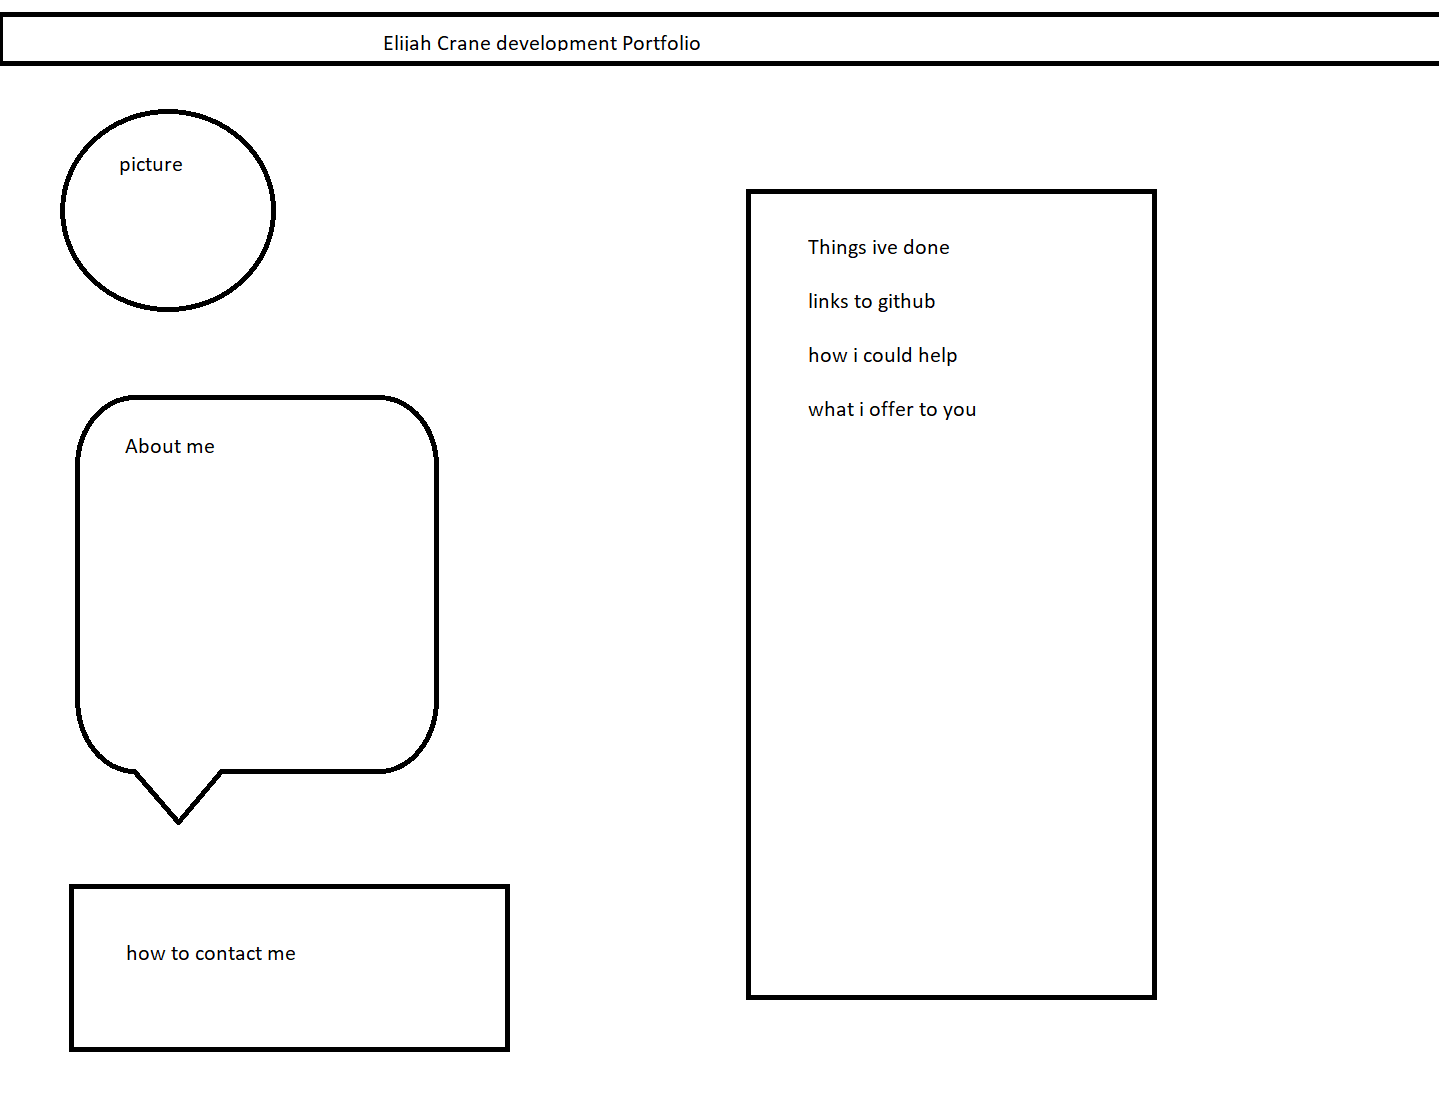 Elijah Crane development Portfolio
picture
Things ive done
links to github
how i could help
what i offer to you
About me
how to contact me